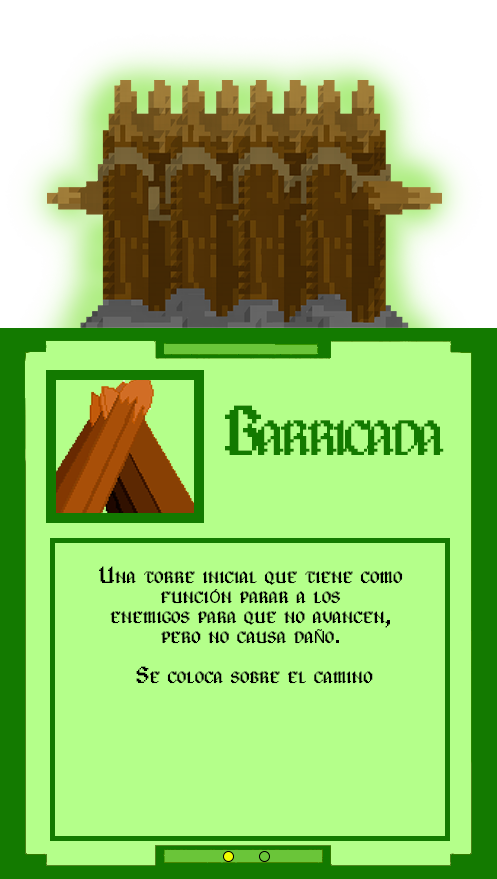 Barricada
Una torre inicial que tiene como
función parar a los
enemigos para que no avancen,
pero no causa daño.
Se coloca sobre el camino